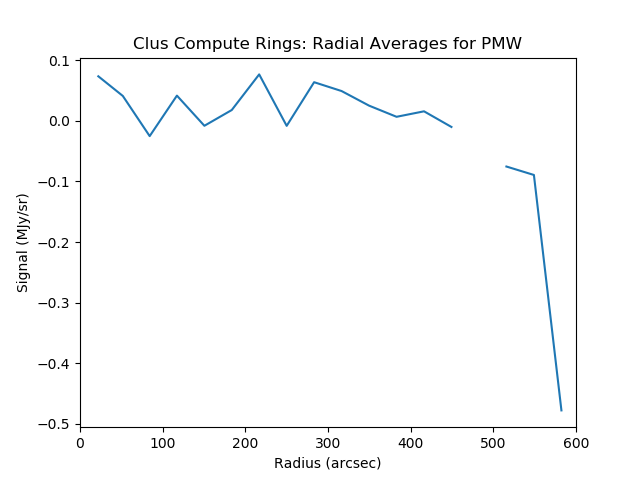 Clus Compute Rings: Radial Averages for PMW
0.1
0.0
−0.1
−0.2
−0.3
−0.4
−0.5
Signal (MJy/sr)
0 100 200 300 400 500 600
Radius (arcsec)